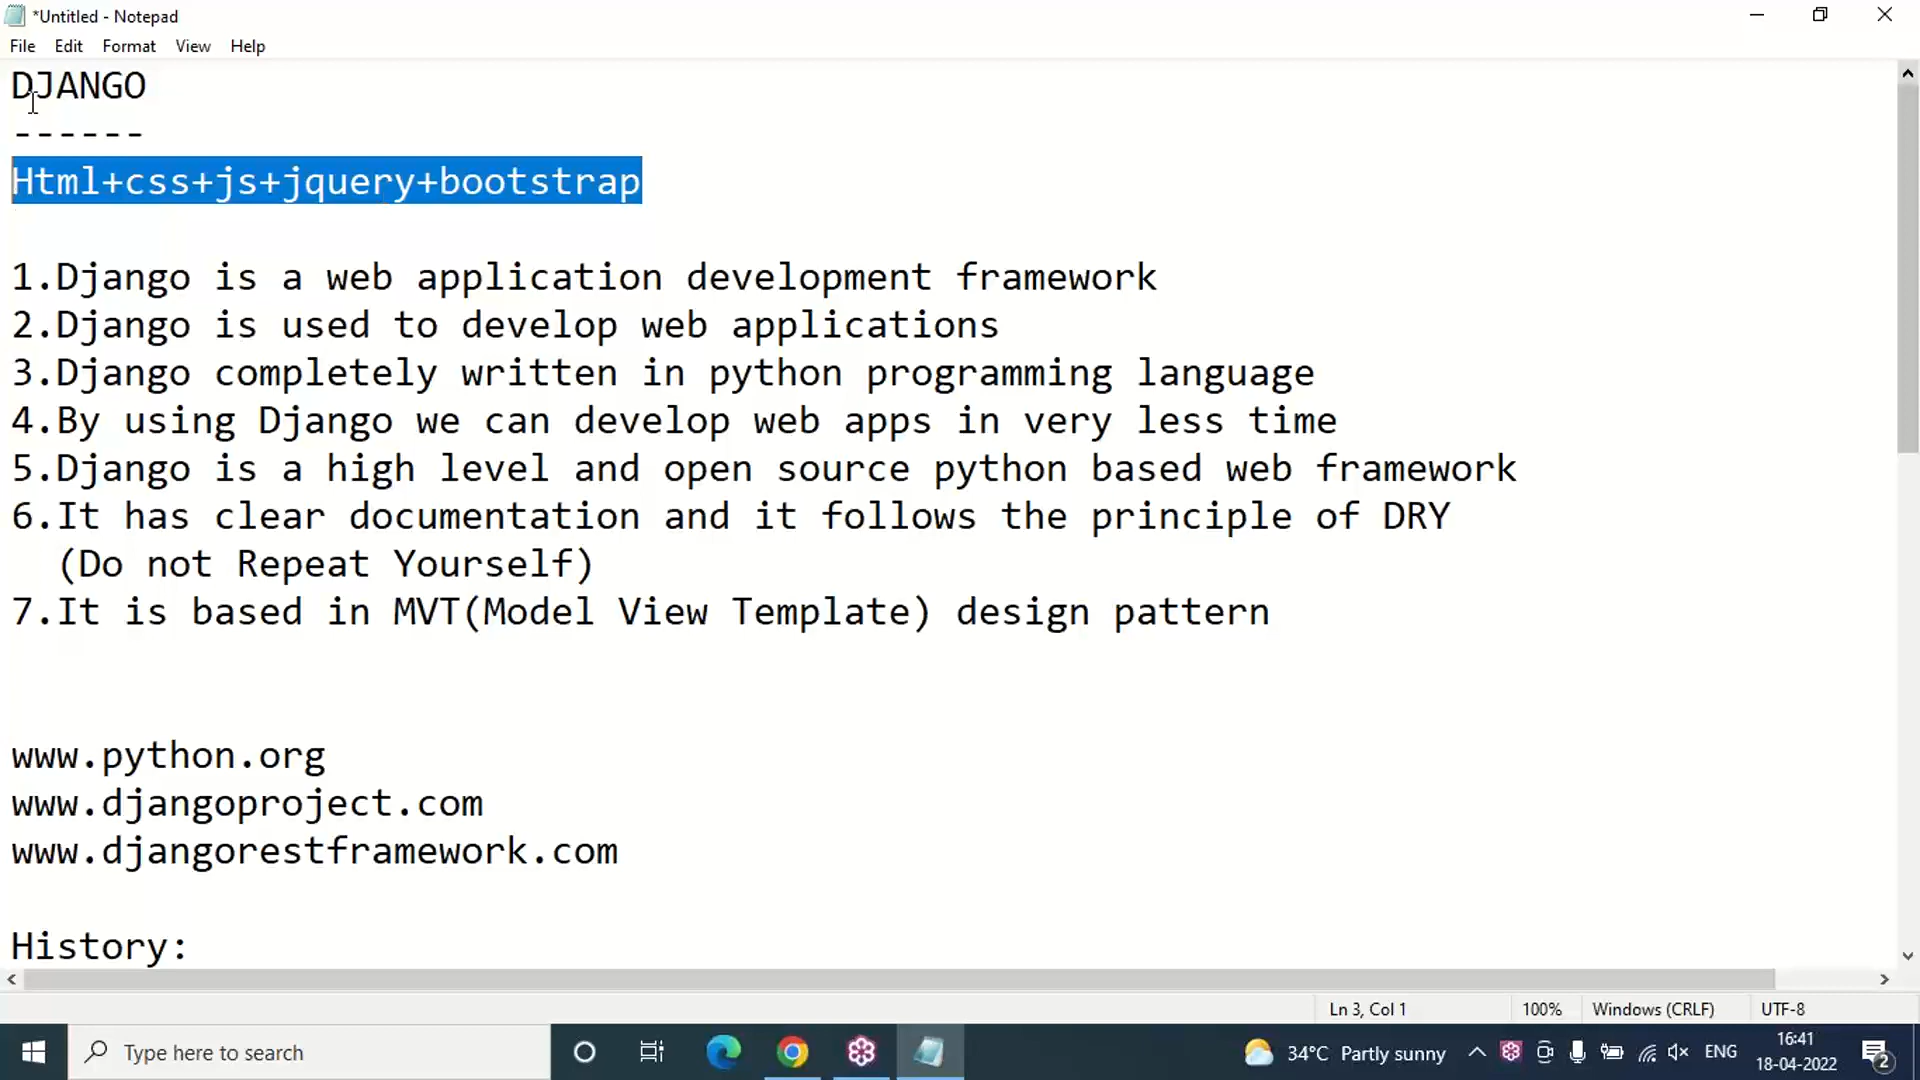 *Untitled - Notepad
File Edit Format View Help
DJANGO
------
Html+css+js+jquery+bootstrap
1.Django is a web application development framework
2.Django is used to develop web applications
3.Django completely written in python programming language
4.By using Django we can develop web apps in very less time
5.Django is a high level and open source python based web framework
6.It has clear documentation and it follows the principle of DRY
(Do not Repeat Yourself)
7.It is based in MVT(Model View Template) design pattern
www.python.org
www.djangoproject.com
www.djangorestframework.com
History:
Ln 3, Col 1 100% Windows (CRLF) UTF-8
Type here to search
34°C Partly sunny
ENG
16:41
18-04-2022
2